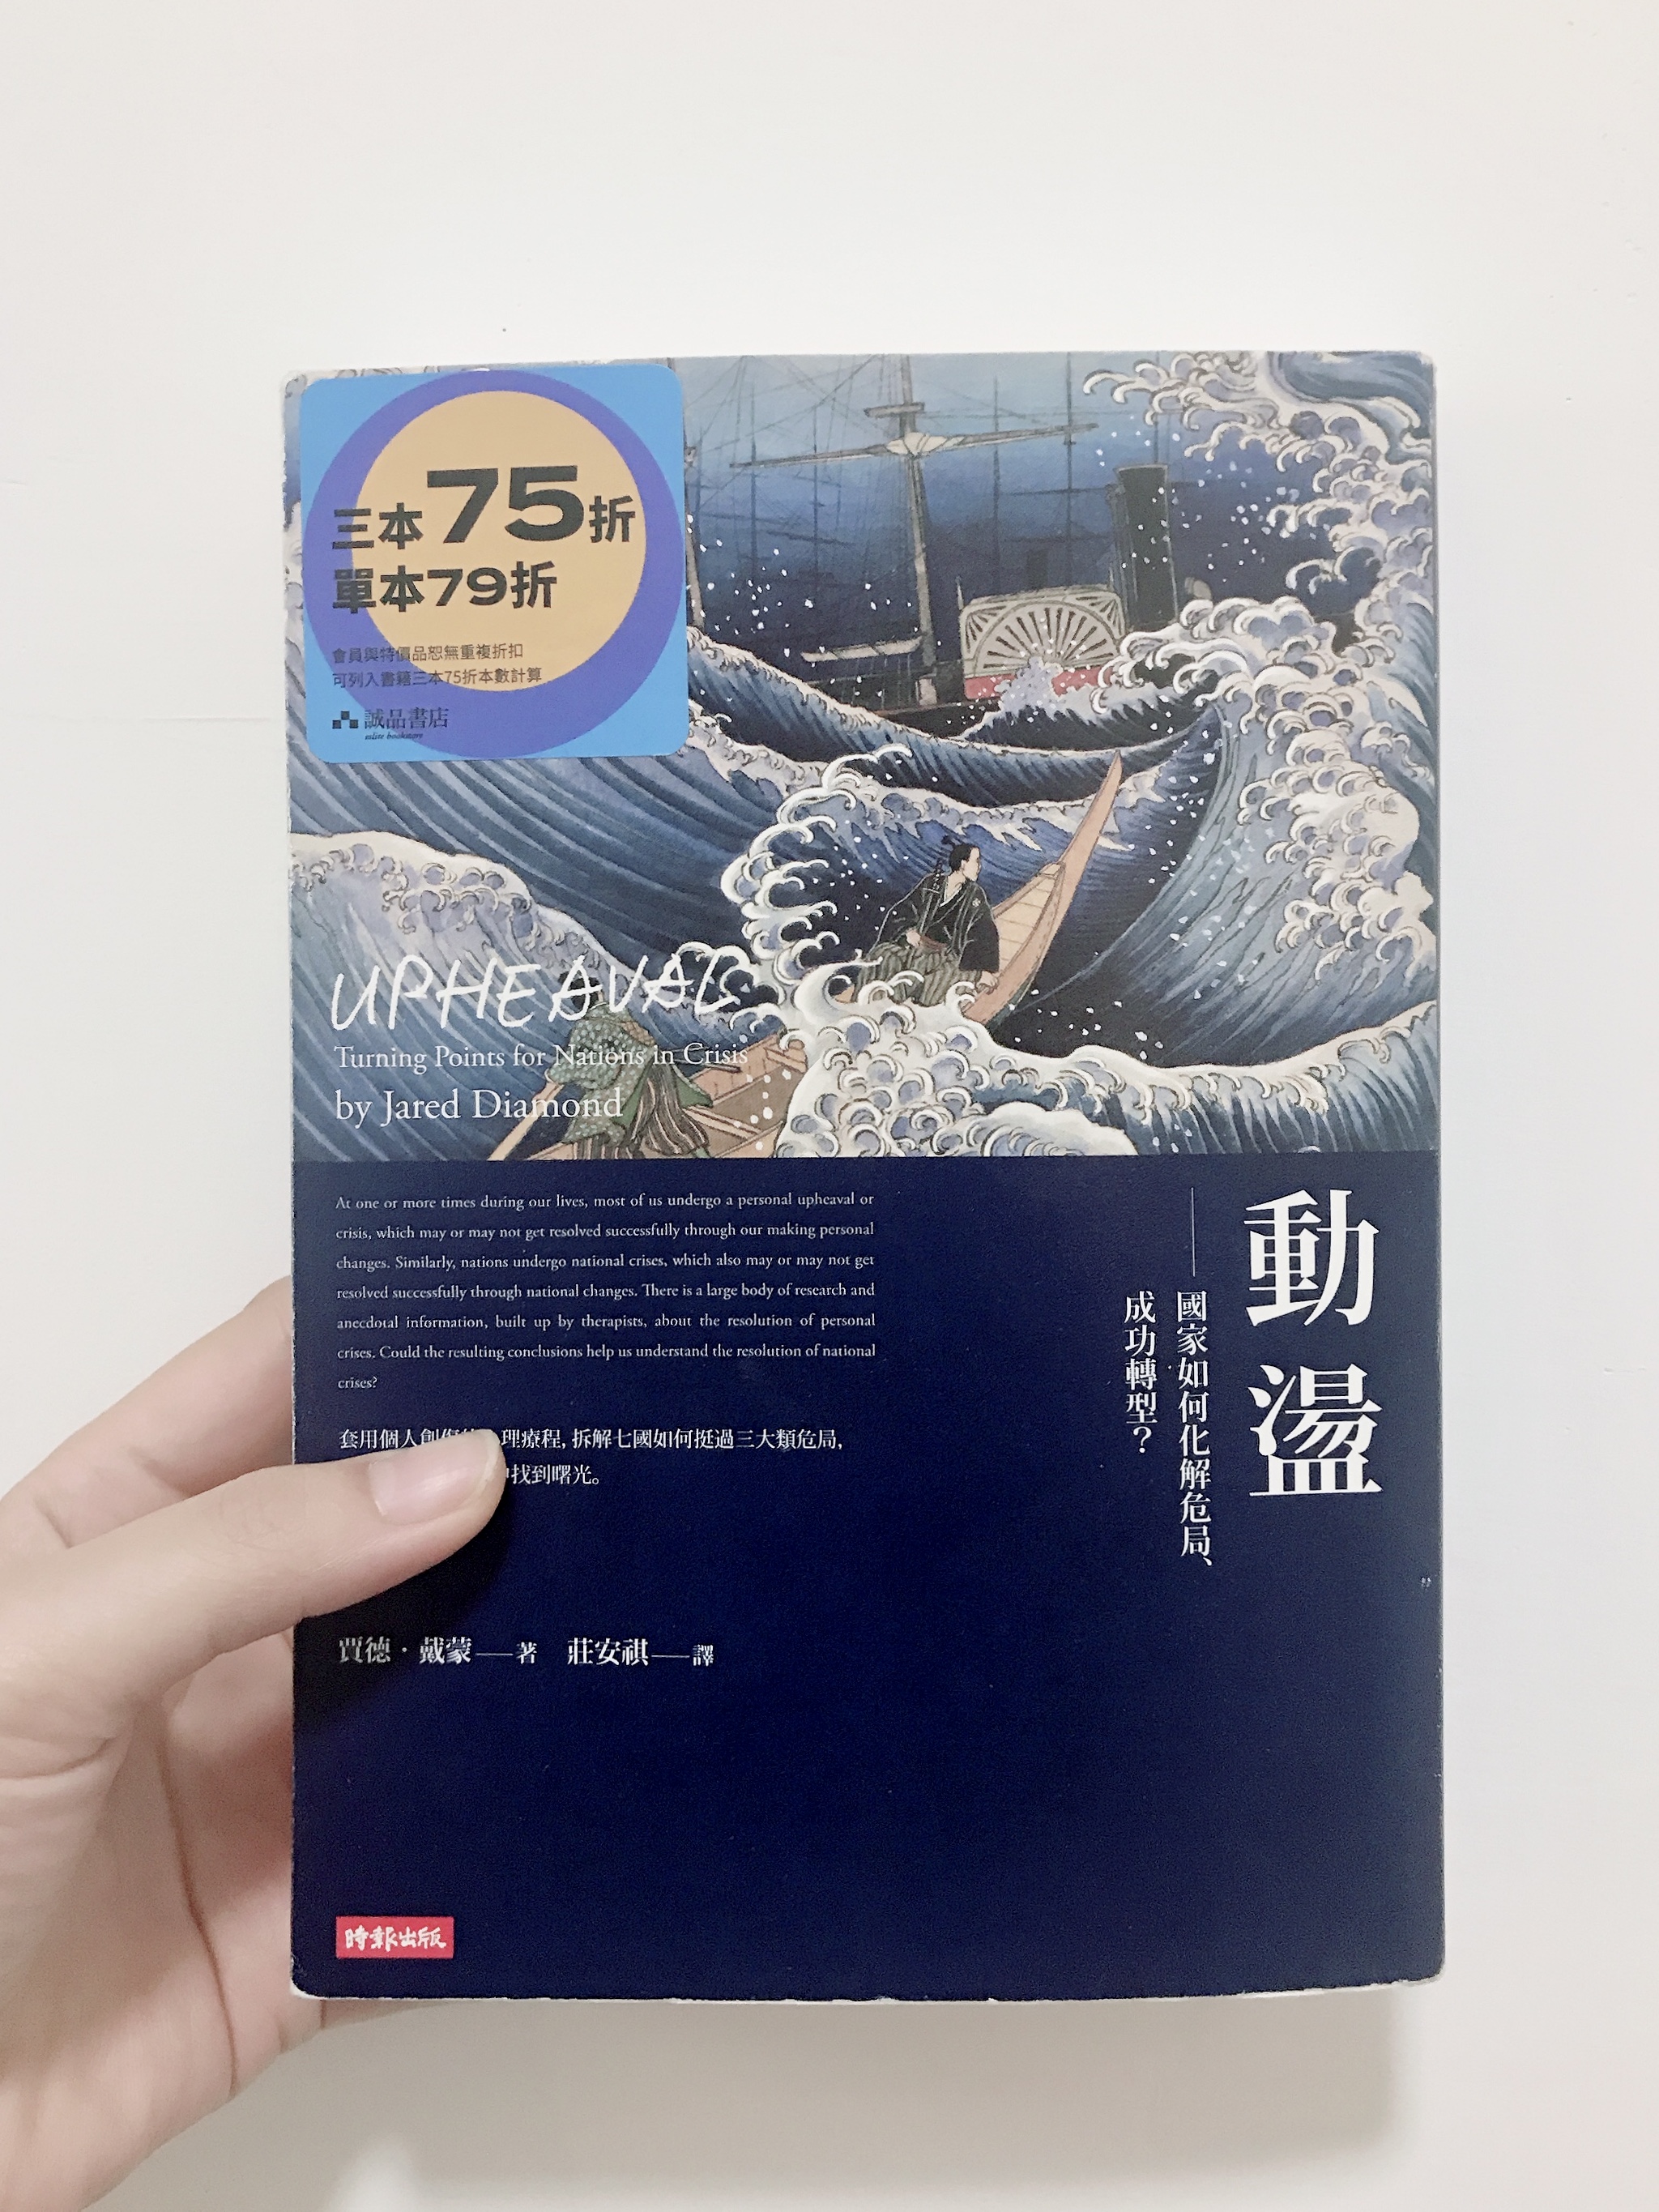 三本75折
單本79折
會員與特價品恕無重複折扣
可列入書籍三本75折本數計算
誠品書店
eslite bookstore
UPHEAVAL
Turning Points for Nations in Crisis
by Jared Diamond
At one or more times during our lives, most of us undergo a personal upheaval or
crisis, which may or may not get resolved successfully through our making personal
changes. Similarly, nations undergo national crises, which also may or may not get
resolved successfully through national changes. There is a large body of research and
anecdotal information, built up by therapists, about the resolution of personal
crises. Could the resulting conclusions help us understand the resolution of national
crises?
動盪
——國家如何化解危局、
成功轉型？
套用個人創傷 理療程，拆解七國如何挺過三大類危局，
找到曙光。
賈德·戴蒙——著 莊安祺——譯
時報出版